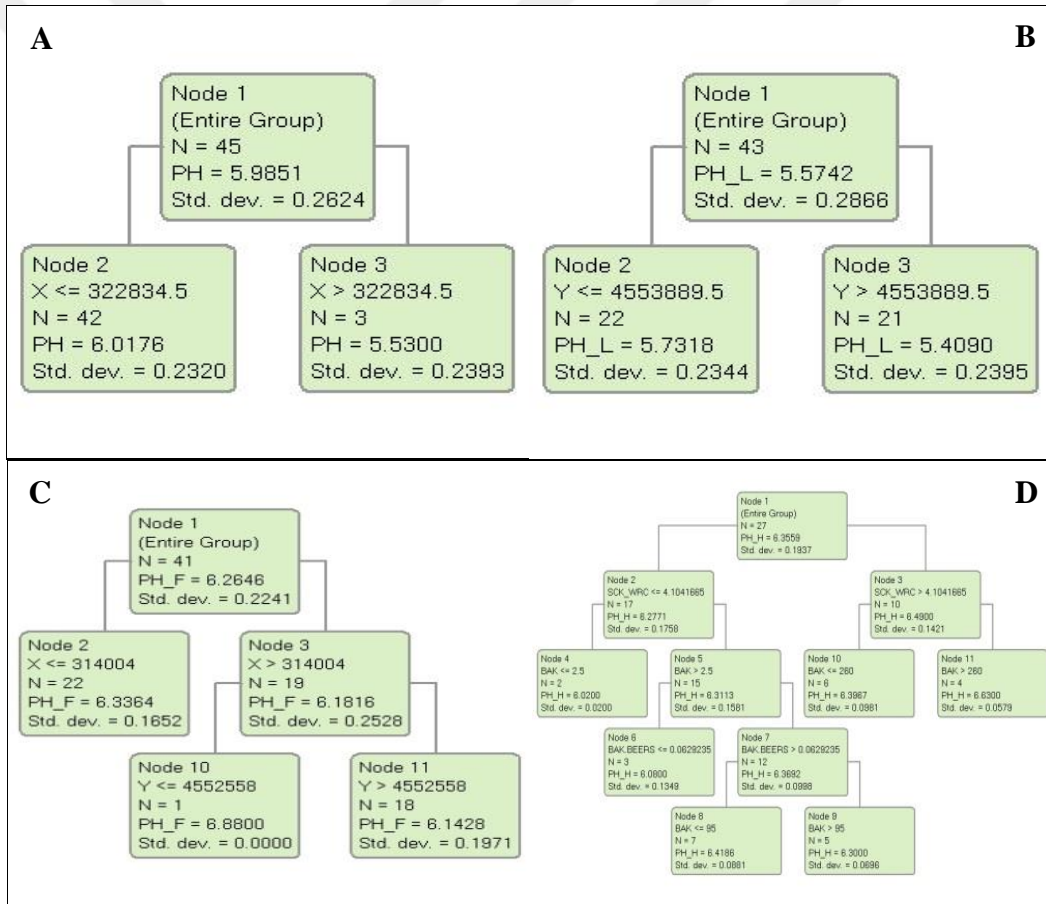 A
Node 1
(Entire Group)
N = 45
PH = 5.9851
Std. dev. = 0.2624
Node 2
X <= 322834.5
N = 42
PH = 6.0176
Std. dev. = 0.2320
Node 3
X > 322834.5
N = 3
PH = 5.5300
Std. dev. = 0.2393
B
Node 1
(Entire Group)
N = 43
PH_L = 5.5742
Std. dev. = 0.2866
Node 2
Y <= 4553889.5
N = 22
PH_L = 5.7318
Std. dev. = 0.2344
Node 3
Y > 4553889.5
N = 21
PH_L = 5.4090
Std. dev. = 0.2395
C
Node 1
(Entire Group)
N = 41
PH_F = 6.2646
Std. dev. = 0.2241
Node 2
X <= 314004
N = 22
PH_F = 6.3364
Std. dev. = 0.1652
Node 3
X > 314004
N = 19
PH_F = 6.1816
Std. dev. = 0.2528
Node 10
Y <= 4552558
N = 1
PH_F = 6.8800
Std. dev. = 0.0000
Node 11
Y > 4552558
N = 18
PH_F = 6.1428
Std. dev. = 0.1971
D
Node 1
(Entire Group)
N = 27
PH_H = 6.3559
Std. dev. = 0.1937
Node 2
SCK_WRC <= 4.1041665
N = 17
PH_H = 6.2771
Std. dev. = 0.1758
Node 3
SCK_WRC > 4.1041665
N = 10
PH_H = 6.4900
Std. dev. = 0.1421
Node 4
BAK <= 2.5
N = 2
PH_H = 6.0200
Std. dev. = 0.0200
Node 5
BAK > 2.5
N = 15
PH_H = 6.3113
Std. dev. = 0.1581
Node 10
BAK <= 260
N = 6
PH_H = 6.3967
Std. dev. = 0.0981
Node 11
BAK > 260
N = 4
PH_H = 6.6300
Std. dev. = 0.0579
Node 6
BAK.BEERS <= 0.0629235
N = 3
PH_H = 6.0800
Std. dev. = 0.1349
Node 7
BAK.BEERS > 0.0629235
N = 12
PH_H = 6.3692
Std. dev. = 0.0998
Node 8
BAK <= 95
N = 7
PH_H = 6.4186
Std. dev. = 0.0881
Node 9
BAK > 95
N = 5
PH_H = 6.3000
Std. dev. = 0.0696